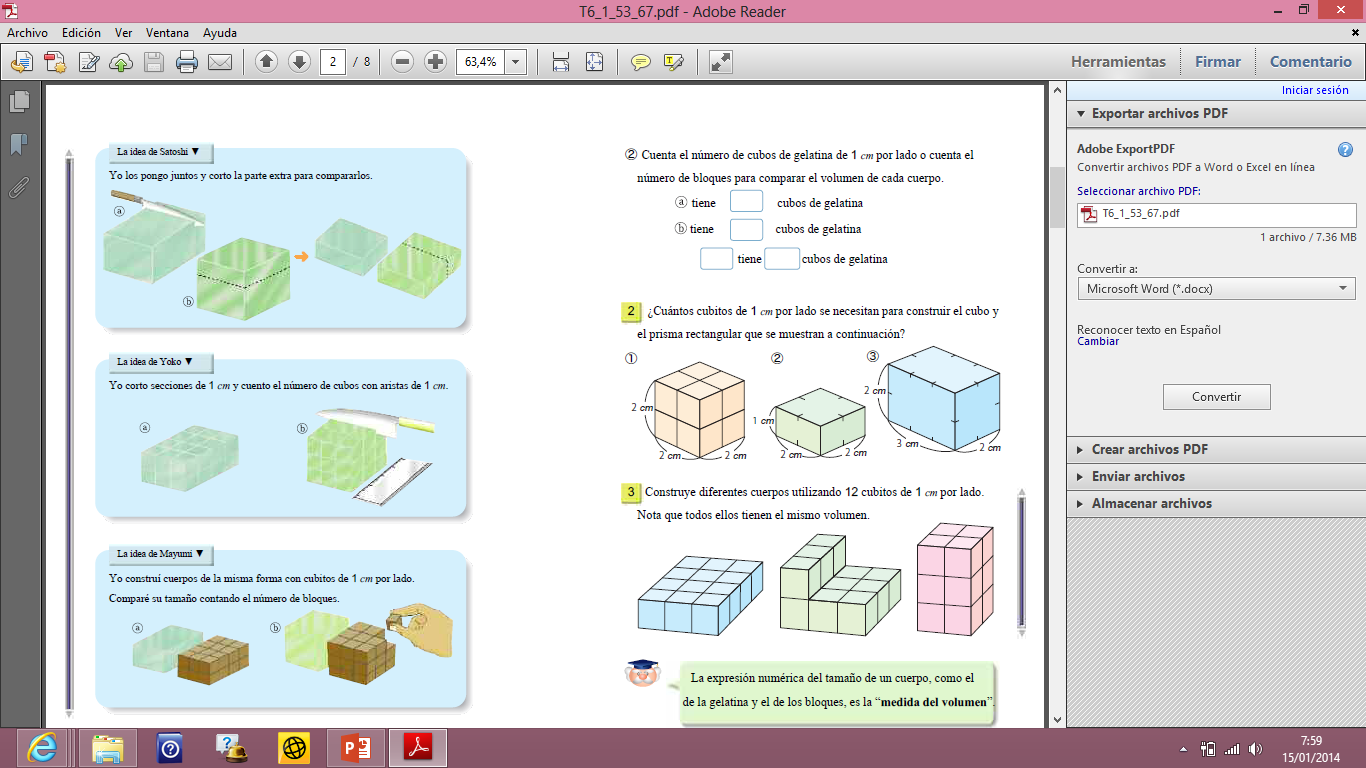 T6_1_53_67.pdf - Adobe Reader
Archivo Edición Ver Ventana Ayuda
2 / 8 63,4% Herramientas Firmar Comentario
La idea de Satoshi ▼
Yo los pongo juntos y corto la parte extra para compararlos.
ⓐ
ⓑ
La idea de Yoko ▼
Yo corto secciones de 1 cm y cuento el número de cubos con aristas de 1 cm.
ⓐ ⓑ
La idea de Mayumi ▼
Yo construí cuerpos de la misma forma con cubitos de 1 cm por lado.
Comparé su tamaño contando el número de bloques.
ⓐ ⓑ
② Cuenta el número de cubos de gelatina de 1 cm por lado o cuenta el
número de bloques para comparar el volumen de cada cuerpo.
ⓐ tiene cubos de gelatina
ⓑ tiene cubos de gelatina
tiene cubos de gelatina
2 ¿Cuántos cubitos de 1 cm por lado se necesitan para construir el cubo y
el prisma rectangular que se muestran a continuación?
① ② ③
2 cm 2 cm 2 cm
1 cm 2 cm 2 cm
2 cm 3 cm 2 cm
3 Construye diferentes cuerpos utilizando 12 cubitos de 1 cm por lado.
Nota que todos ellos tienen el mismo volumen.
La expresión numérica del tamaño de un cuerpo, como el
de la gelatina y el de los bloques, es la “medida del volumen”.
Iniciar sesión
Exportar archivos PDF
Adobe ExportPDF
Convertir archivos PDF a Word o Excel en línea
Seleccionar archivo PDF:
T6_1_53_67.pdf
1 archivo / 7.36 MB
Convertir a:
Microsoft Word (*.docx)
Reconocer texto en Español
Cambiar
Convertir
Crear archivos PDF
Enviar archivos
Almacenar archivos
7:59
15/01/2014